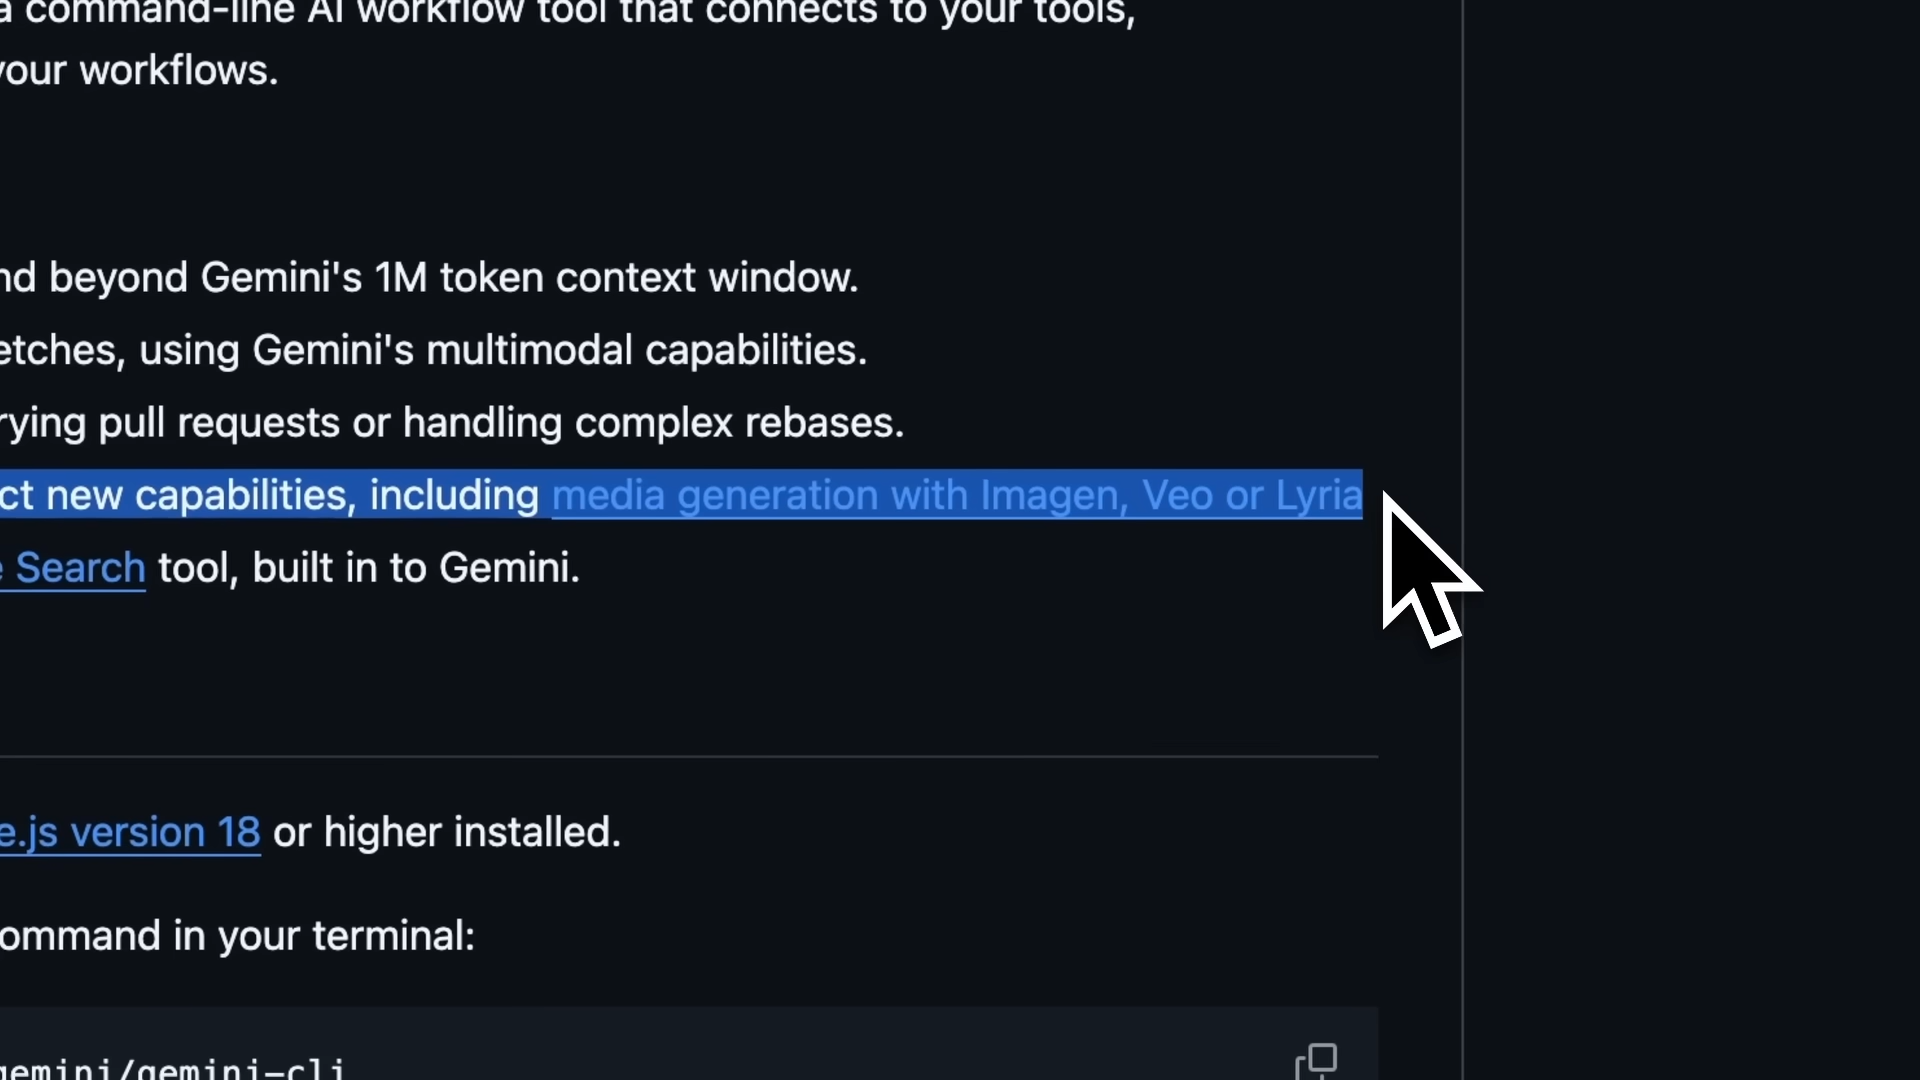 a command-line AI workflow tool that connects to your tools,
your workflows.
nd beyond Gemini's 1M token context window.
etches, using Gemini's multimodal capabilities.
rying pull requests or handling complex rebases.
ct new capabilities, including media generation with Imagen, Veo or Lyria
e Search tool, built in to Gemini.
e.js version 18 or higher installed.
ommand in your terminal:
gemini/gemini-cli